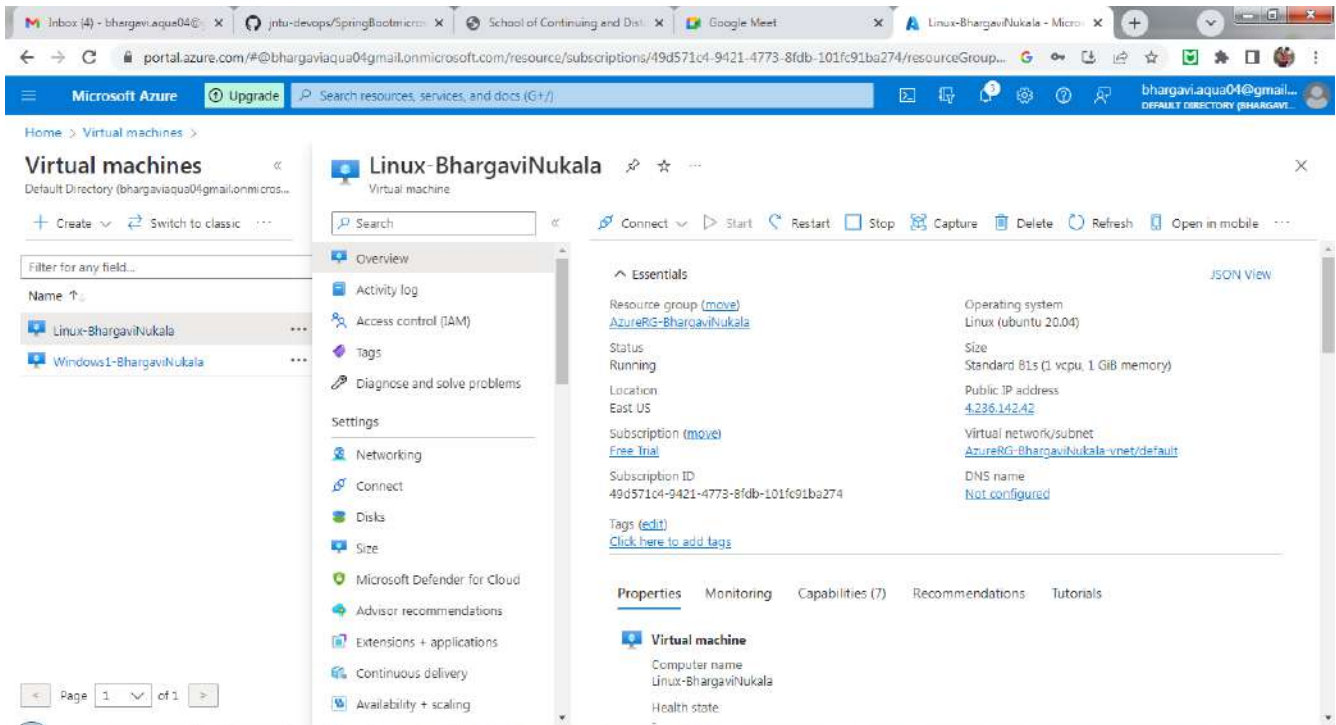 Inbox (4) - bhargavi.aqua04@
jntu-devops/SpringBootmicro
School of Continuing and Dist
Google Meet
Linux-BhargaviNukala - Micro
portal.azure.com/#@bhargaviaqua04gmail.onmicrosoft.com/resource/subscriptions/49d571c4-9421-4773-8fdb-101fc91ba274/resourceGroup...
Microsoft Azure
Upgrade
Search resources, services, and docs (G+/)
3
bhargavi.aqua04@gmail...
DEFAULT DIRECTORY (BHARGAVI...
Home > Virtual machines >
Virtual machines
Default Directory (bhargaviaqua04gmail.onmicros...
Create
Switch to classic ...
Filter for any field...
Name ↑
Linux-BhargaviNukala ...
Windows1-BhargaviNukala ...
< Page 1 of 1 >
Linux-BhargaviNukala ...
Virtual machine
Search
Overview
Activity log
Access control (IAM)
Tags
Diagnose and solve problems
Settings
Networking
Connect
Disks
Size
Microsoft Defender for Cloud
Advisor recommendations
Extensions + applications
Continuous delivery
Availability + scaling
Connect Start Restart Stop Capture Delete Refresh Open in mobile ...
Essentials
JSON View
Resource group (move)
AzureRG-BhargaviNukala
Status
Running
Location
East US
Subscription (move)
Free Trial
Subscription ID
49d571c4-9421-4773-8fdb-101fc91ba274
Tags (edit)
Click here to add tags
Operating system
Linux (ubuntu 20.04)
Size
Standard B1s (1 vcpu, 1 GiB memory)
Public IP address
4.236.142.42
Virtual network/subnet
AzureRG-BhargaviNukala-vnet/default
DNS name
Not configured
Properties Monitoring Capabilities (7) Recommendations Tutorials
Virtual machine
Computer name
Linux-BhargaviNukala
Health state
-